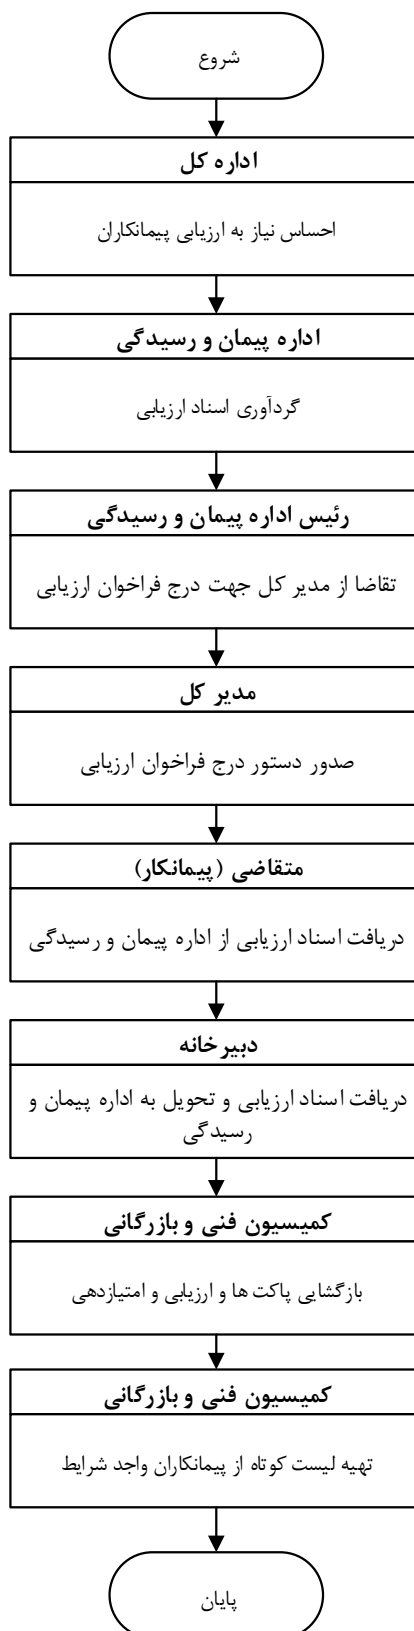 شروع
اداره کل
احساس نیاز به ارزیابی پیمانکاران
اداره پیمان و رسیدگی
گردآوری اسناد ارزیابی
رئیس اداره پیمان و رسیدگی
تقاضا از مدیر کل جهت درج فراخوان ارزیابی
مدیر کل
صدور دستور درج فراخوان ارزیابی
متقاضی (پیمانکار)
دریافت اسناد ارزیابی از اداره پیمان و رسیدگی
دبیرخانه
دریافت اسناد ارزیابی و تحویل به اداره پیمان و
رسیدگی
کمیسیون فنی و بازرگانی
بازگشایی پاکت ها و ارزیابی و امتیازدهی
کمیسیون فنی و بازرگانی
تهیه لیست کوتاه از پیمانکاران واجد شرایط
پایان